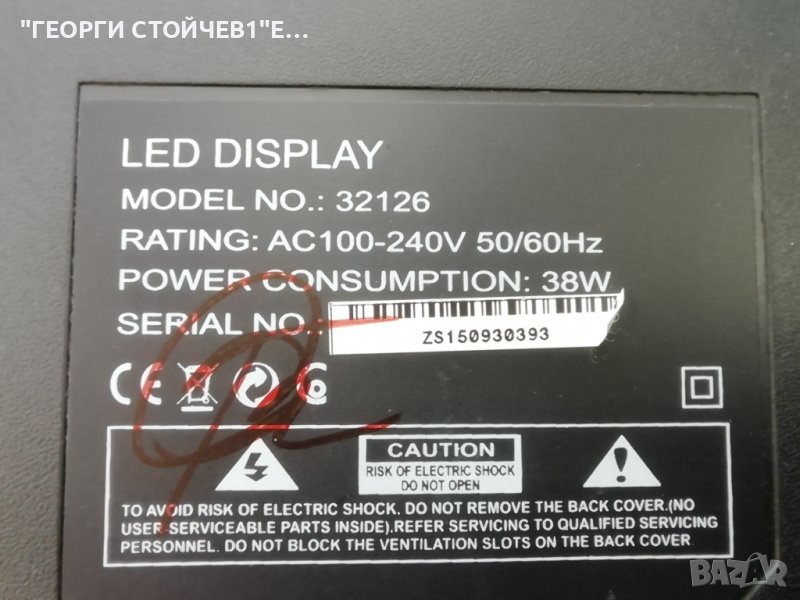 "ГЕОРГИ СТОЙЧЕВ1"Е...
LED DISPLAY
MODEL NO.: 32126
RATING: AC100-240V 50/60Hz
POWER CONSUMPTION: 38W
SERIAL NO.:
ZS150930393
CE
CAUTION
RISK OF ELECTRIC SHOCK
DO NOT OPEN
TO AVOID RISK OF ELECTRIC SHOCK, DO NOT REMOVE THE BACK COVER.(NO
USER SERVICEABLE PARTS INSIDE).REFER SERVICING TO QUALIFIED SERVICING
PERSONNEL. DO NOT BLOCK THE VENTILATION SLOTS ON THE BACK COVER.
BAZAR